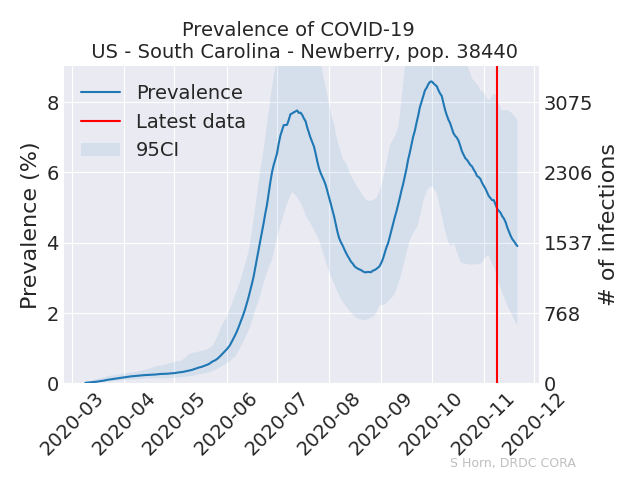 Prevalence of COVID-19
US - South Carolina - Newberry, pop. 38440
Prevalence
Latest data
95CI
Prevalence (%)
8
6
4
2
0
# of infections
3075
2306
1537
768
0
2020-03
2020-04
2020-05
2020-06
2020-07
2020-08
2020-09
2020-10
2020-11
2020-12
S Horn, DRDC CORA